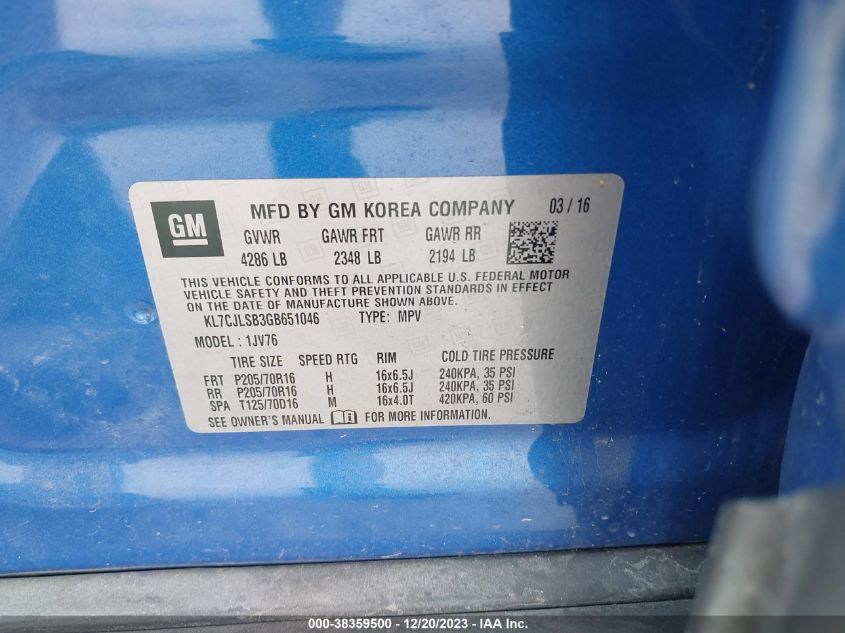 GM MFD BY GM KOREA COMPANY 03 / 16
GVWR GAWR FRT GAWR RR
4286 LB 2348 LB 2194 LB
THIS VEHICLE CONFORMS TO ALL APPLICABLE U.S. FEDERAL MOTOR
VEHICLE SAFETY AND THEFT PREVENTION STANDARDS IN EFFECT
ON THE DATE OF MANUFACTURE SHOWN ABOVE.
KL7CJLSB3GB651046 TYPE: MPV
MODEL : 1JV76
TIRE SIZE SPEED RTG RIM COLD TIRE PRESSURE
FRT P205/70R16 H 16x6.5J 240KPA, 35 PSI
RR P205/70R16 H 16x6.5J 240KPA, 35 PSI
SPA T125/70D16 M 16x4.0T 420KPA, 60 PSI
SEE OWNER'S MANUAL FOR MORE INFORMATION.
000-38359500 - 12/20/2023 - IAA Inc.